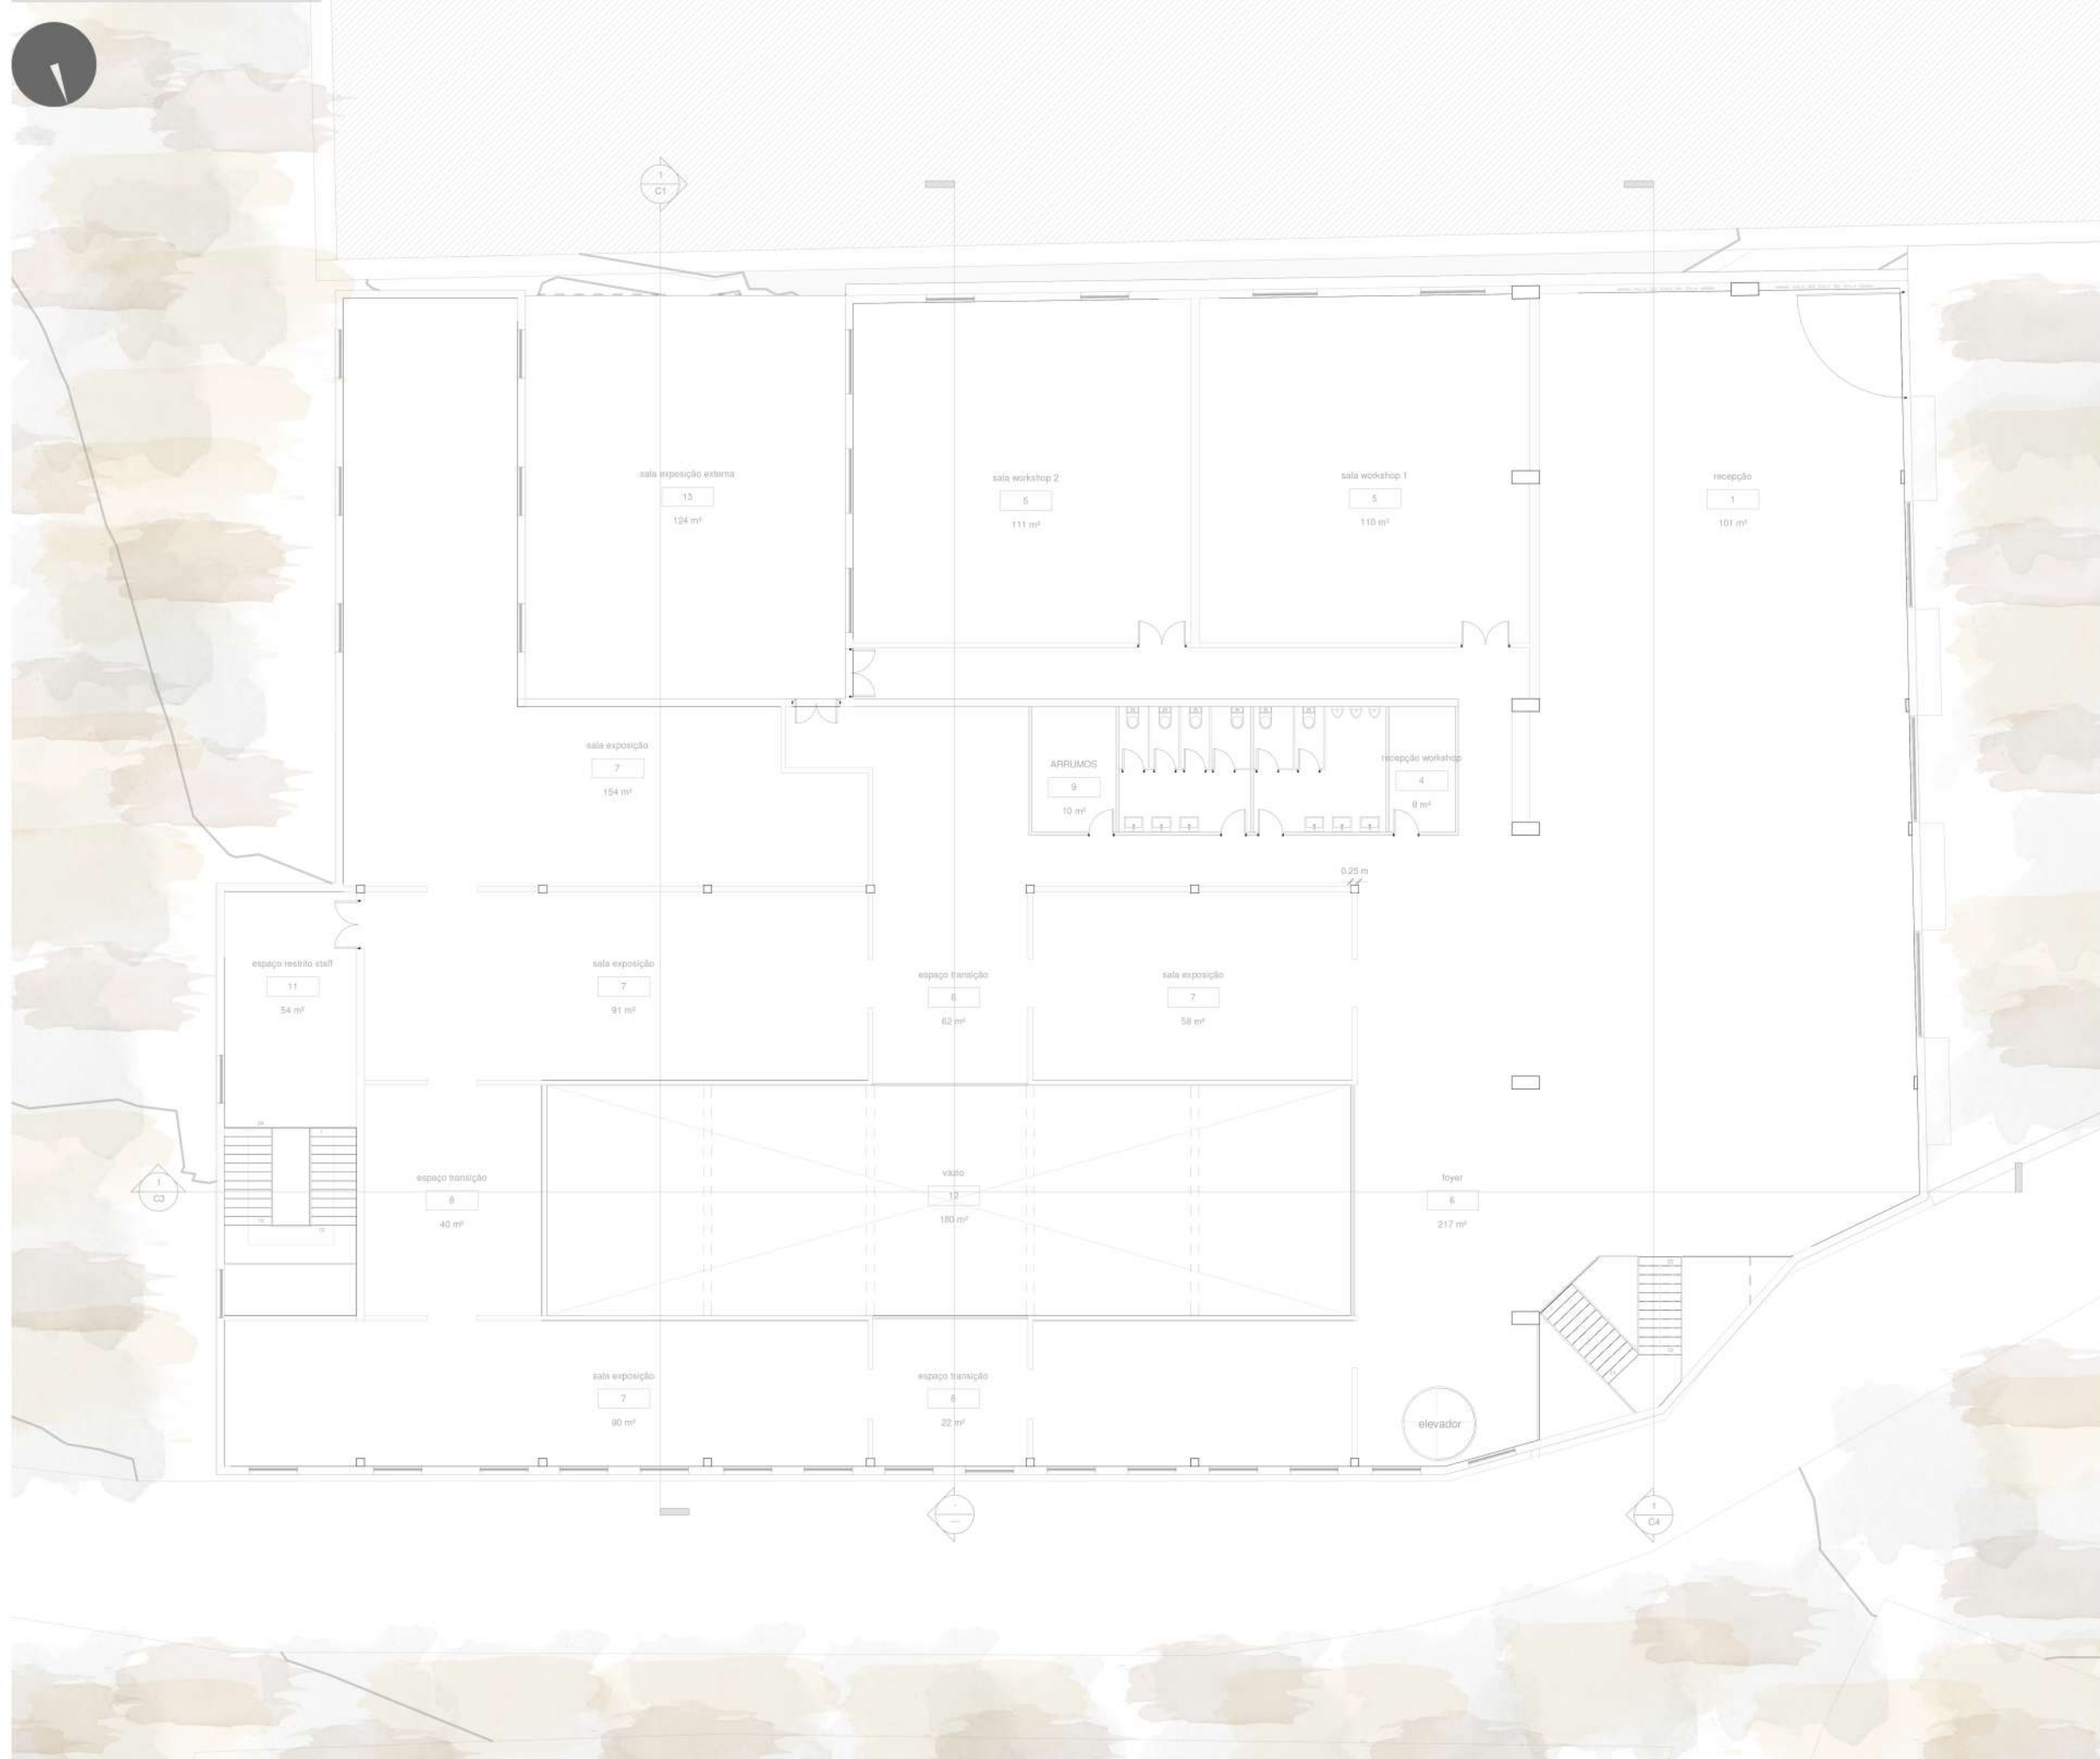 1
C1
sala exposição externa
13
124 m²
sala workshop 2
5
111 m²
sala workshop 1
5
110 m²
recepção
1
101 m²
sala exposição
7
154 m²
ARRUMOS
9
10 m²
recepção workshop
4
8 m²
0.25 m
espaço restrito staff
11
54 m²
sala exposição
7
91 m²
espaço transição
8
62 m²
sala exposição
7
58 m²
espaço transição
8
40 m²
vazio
12
180 m²
foyer
6
217 m²
1
C3
sala exposição
7
90 m²
espaço transição
8
22 m²
elevador
1
C4